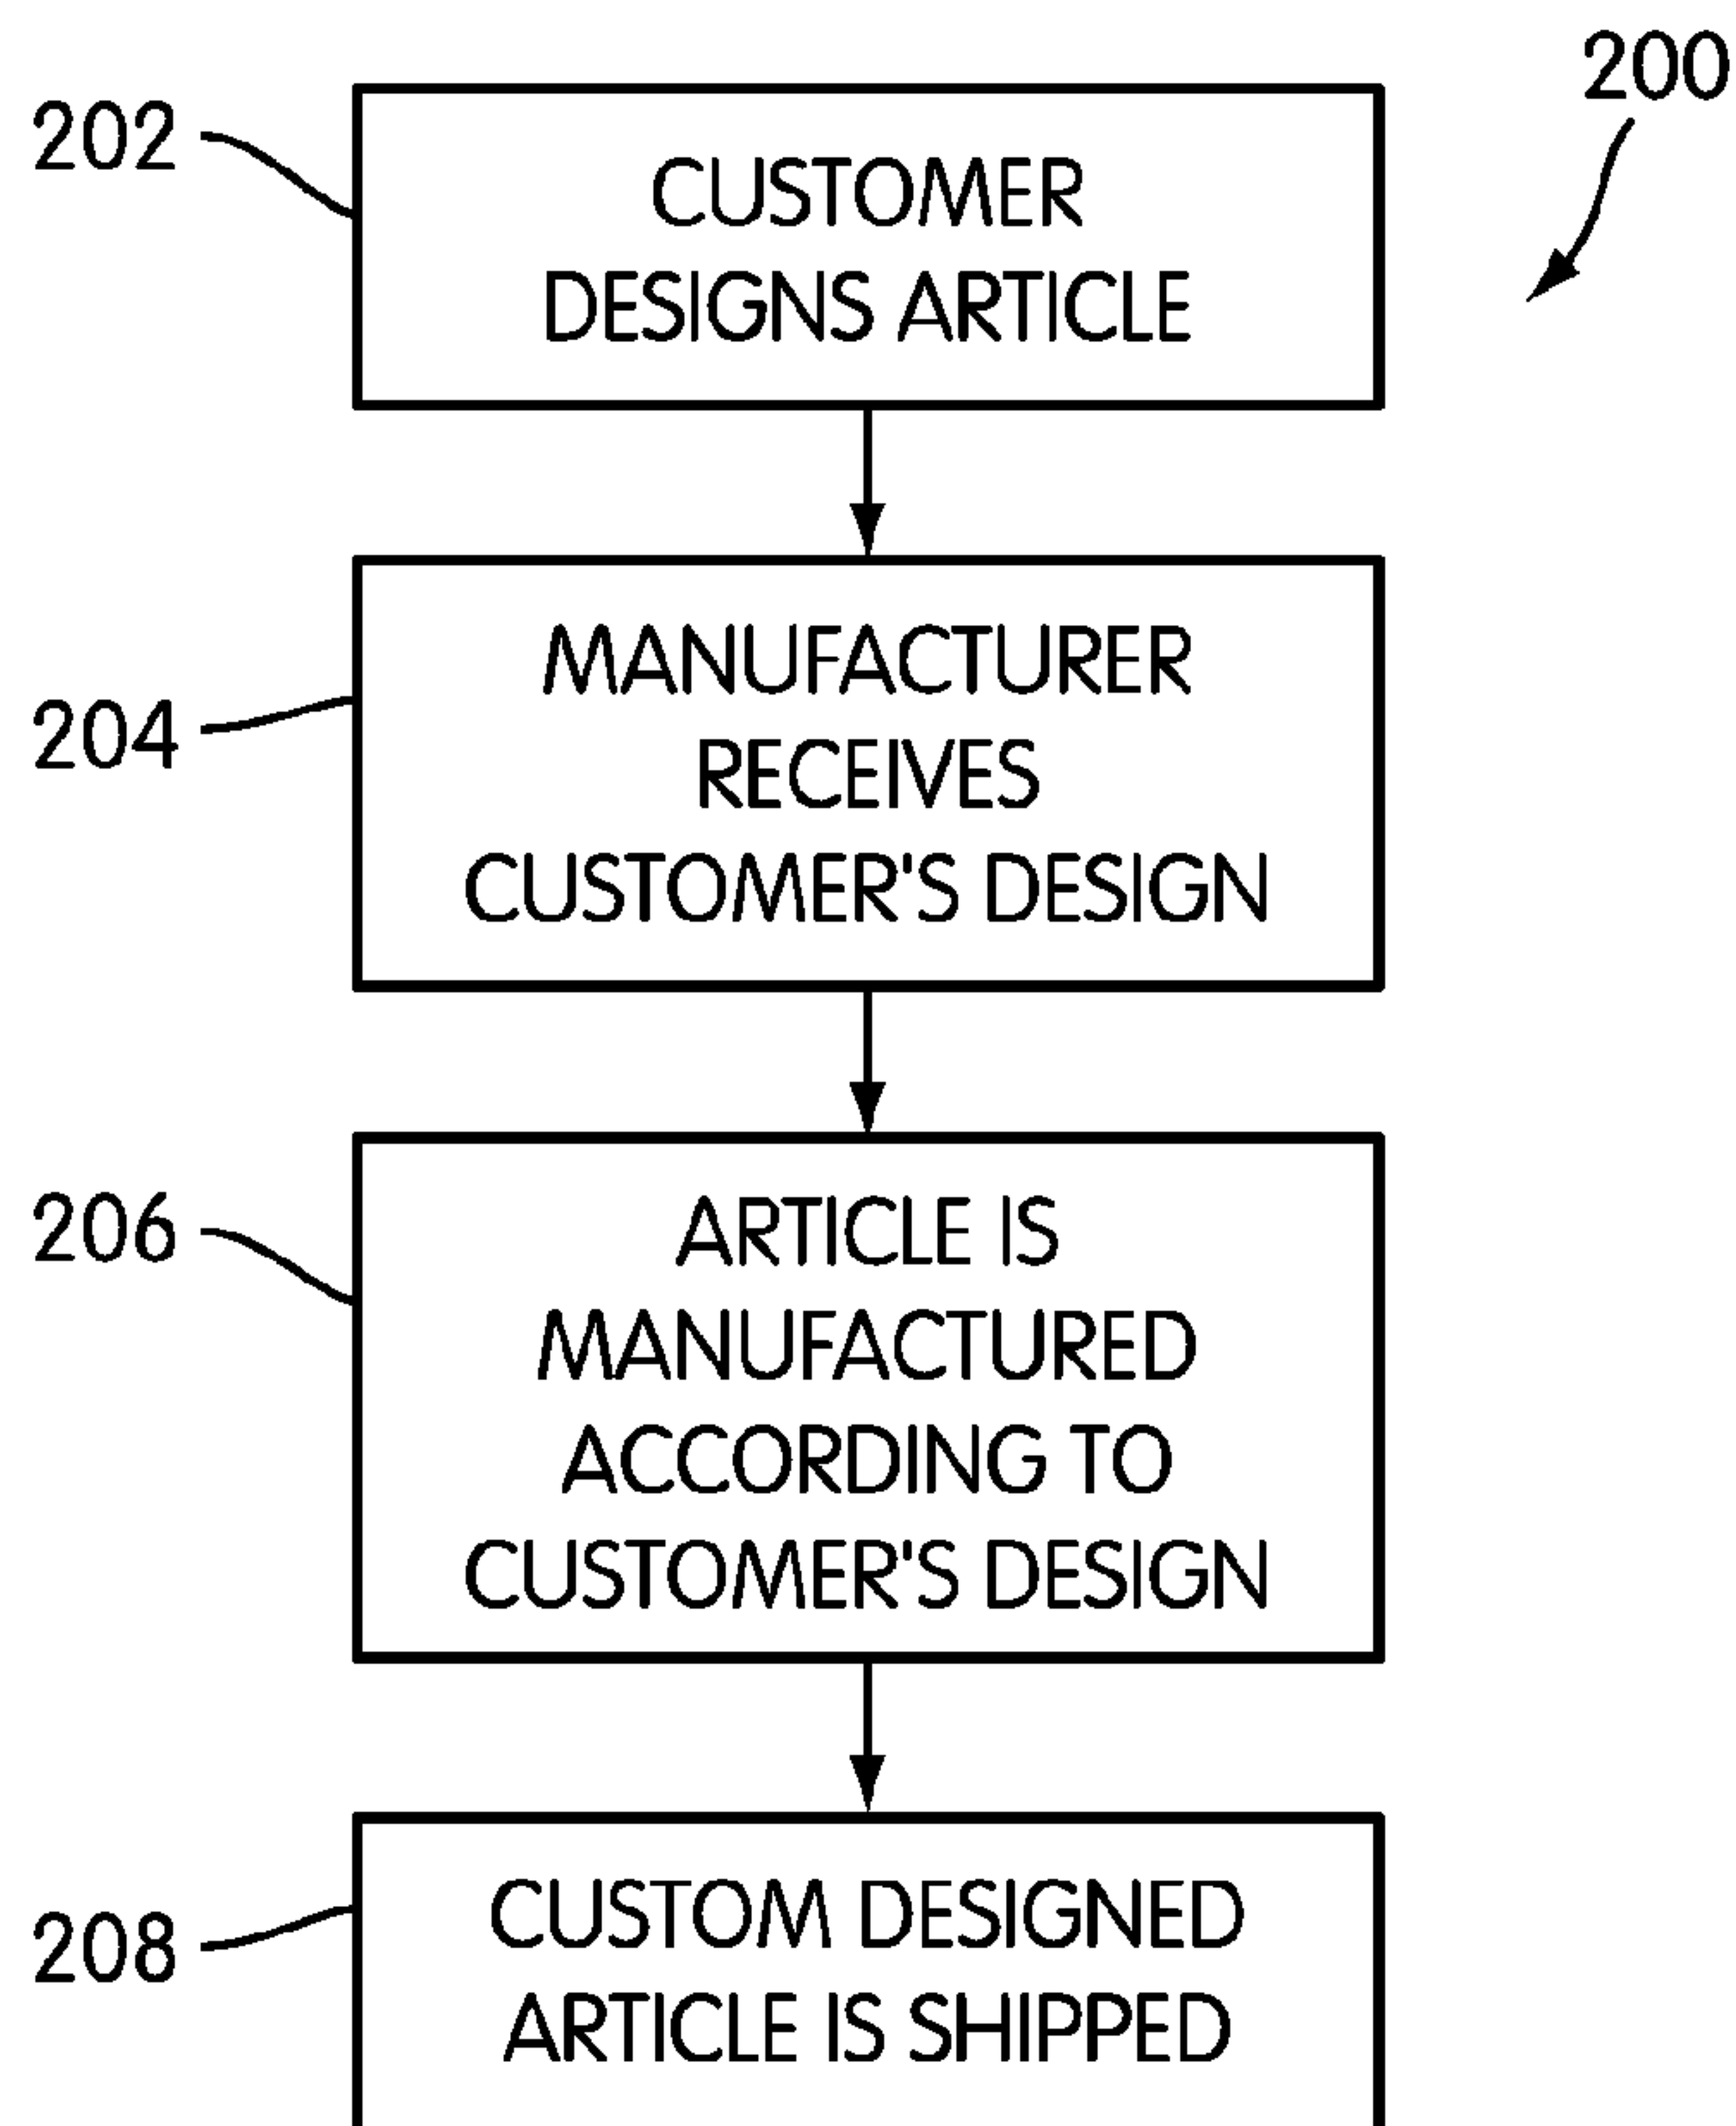 200
202
CUSTOMER
DESIGNS ARTICLE
204
MANUFACTURER
RECEIVES
CUSTOMER'S DESIGN
206
ARTICLE IS
MANUFACTURED
ACCORDING TO
CUSTOMER'S DESIGN
208
CUSTOM DESIGNED
ARTICLE IS SHIPPED